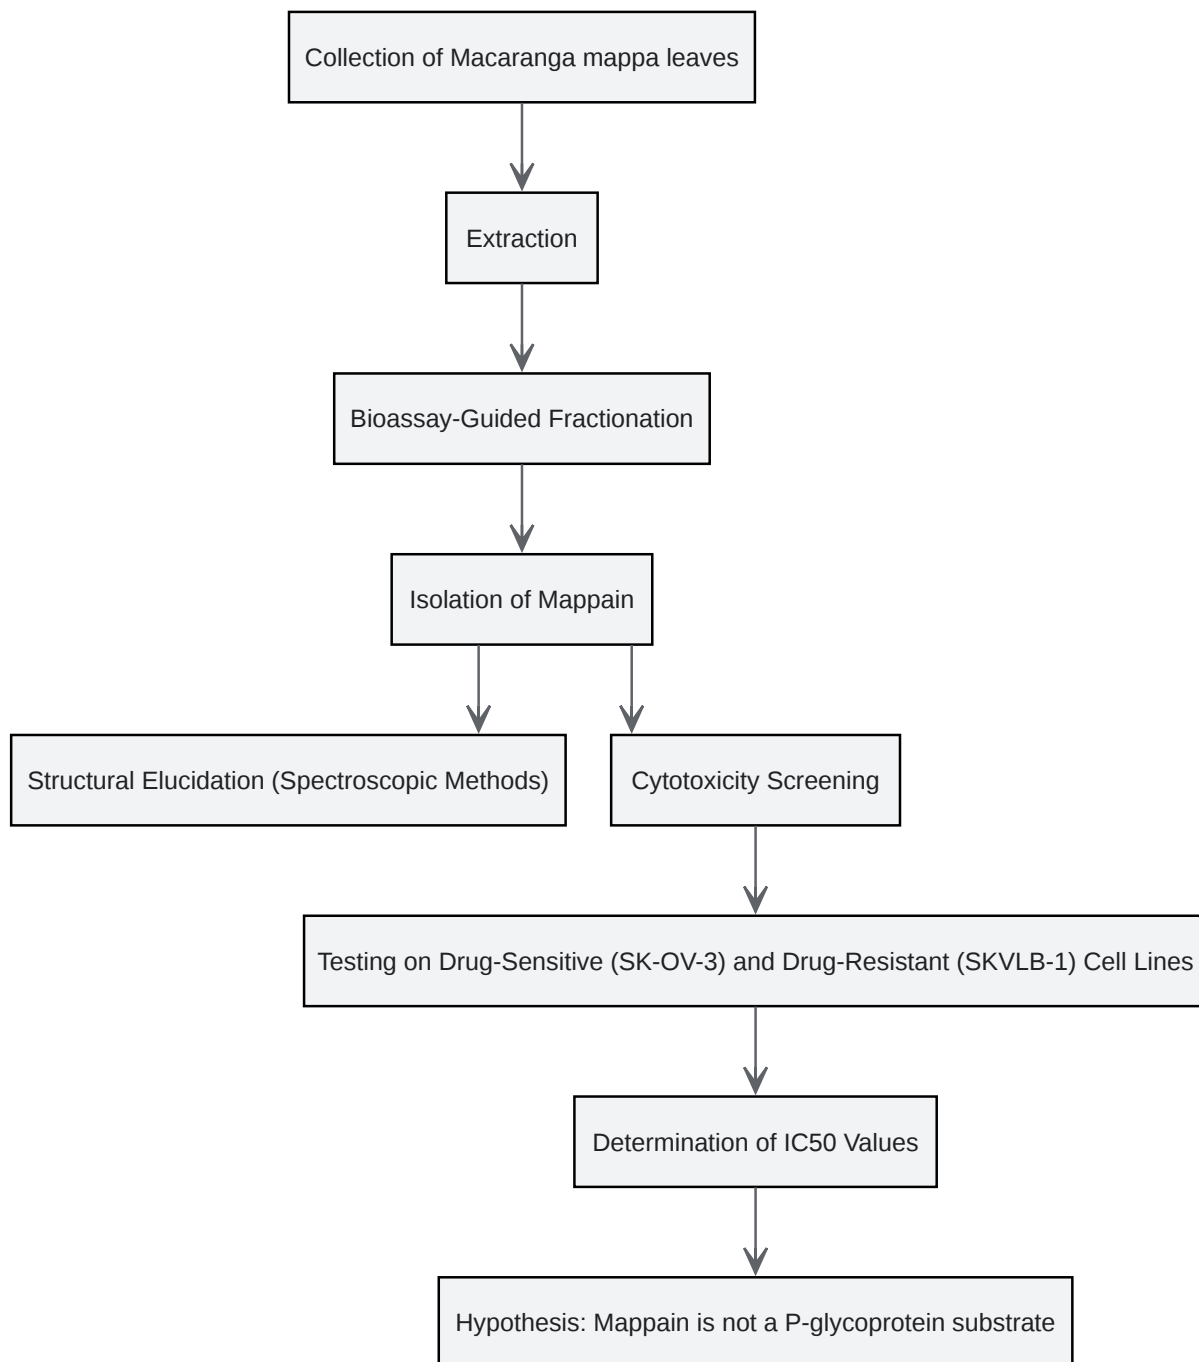 Collection of Macaranga mappa leaves
Extraction
Bioassay-Guided Fractionation
Isolation of Mappain
Structural Elucidation (Spectroscopic Methods)
Cytotoxicity Screening
Testing on Drug-Sensitive (SK-OV-3) and Drug-Resistant (SKVLB-1) Cell Lines
Determination of IC50 Values
Hypothesis: Mappain is not a P-glycoprotein substrate